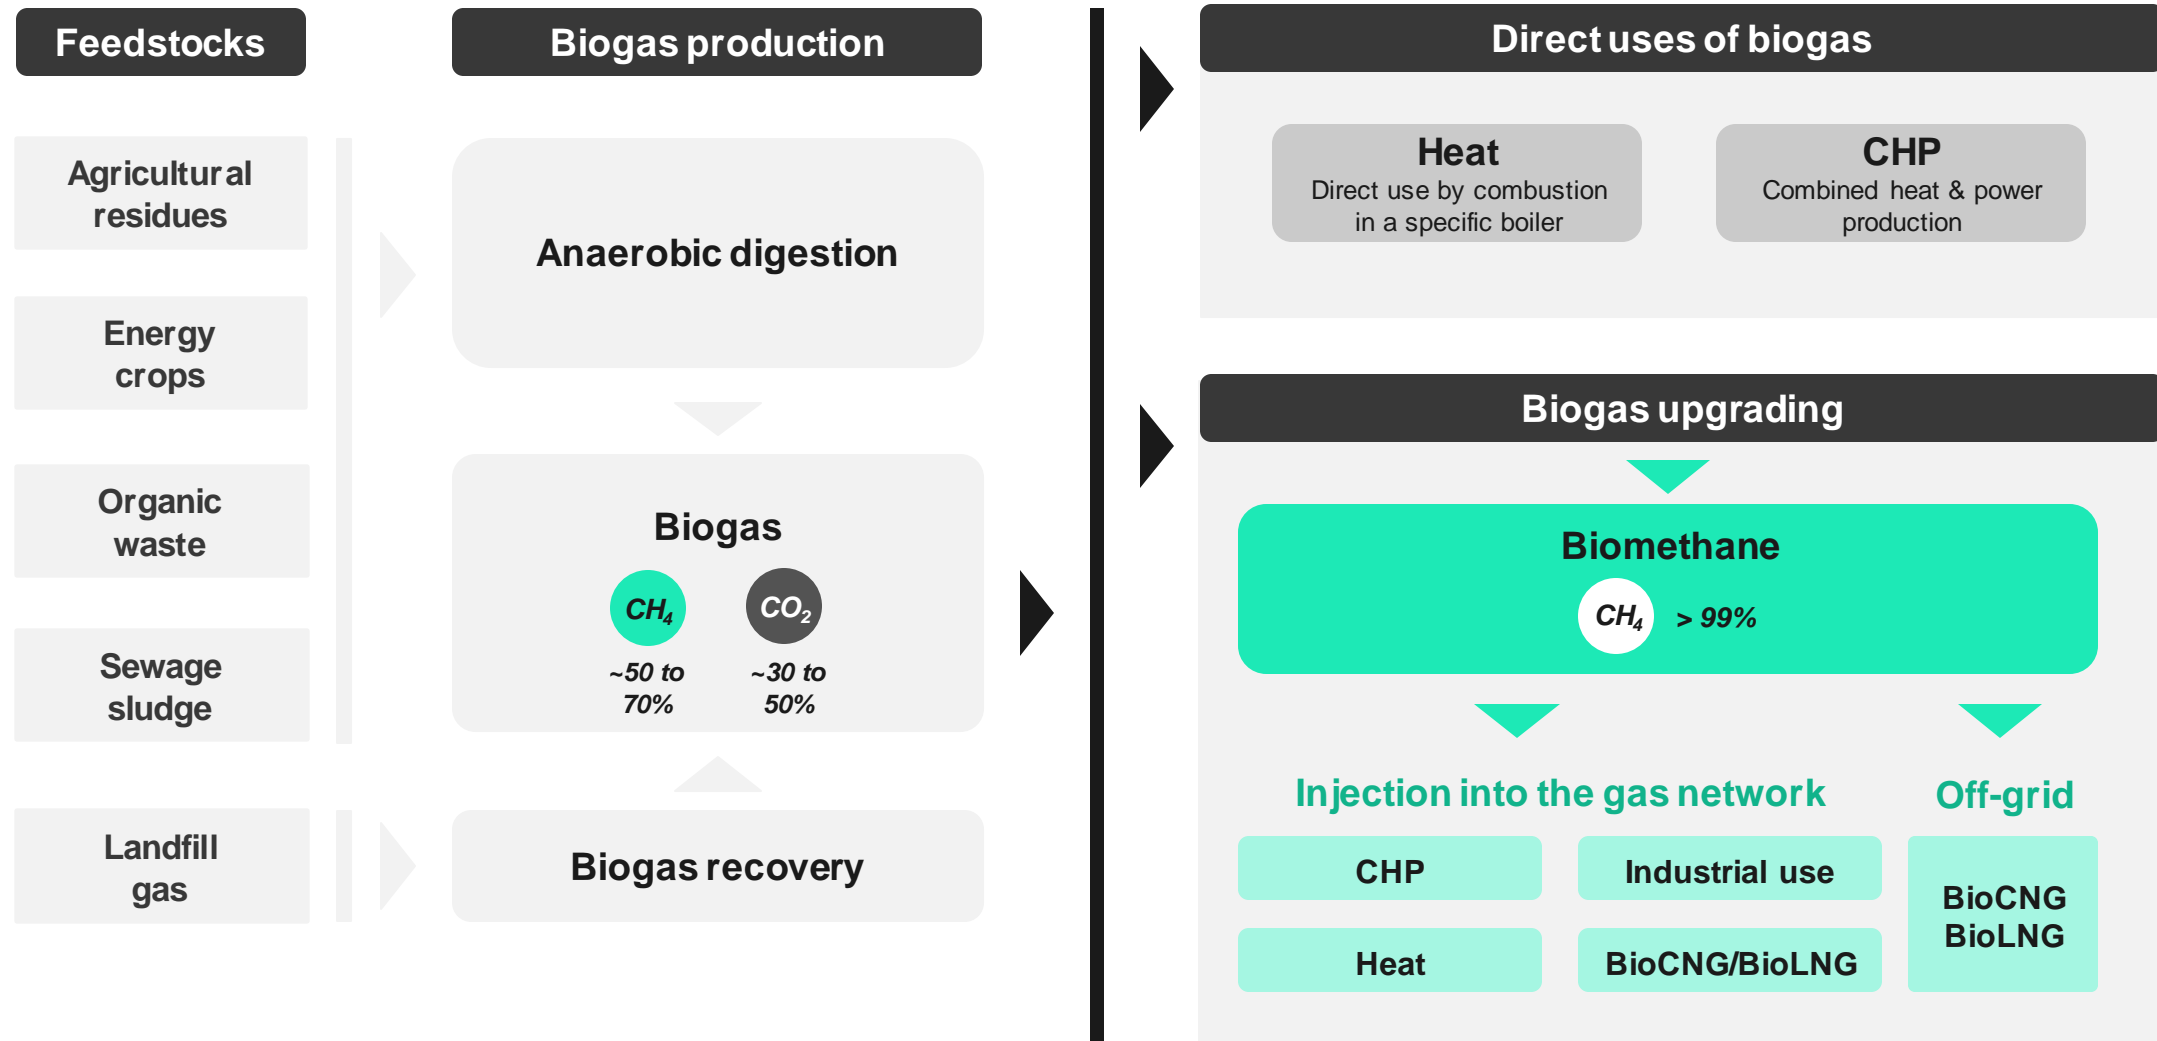 Feedstocks
Agricultural
residues
Energy
crops
Organic
waste
Sewage
sludge
Landfill
gas
Biogas production
Anaerobic digestion
Biogas
CH₄
CO₂
~50 to
70%
~30 to
50%
Biogas recovery
Direct uses of biogas
Heat
Direct use by combustion
in a specific boiler
CHP
Combined heat & power
production
Biogas upgrading
Biomethane
CH₄ > 99%
Injection into the gas network
CHP
Industrial use
Heat
BioCNG/BioLNG
Off-grid
BioCNG
BioLNG